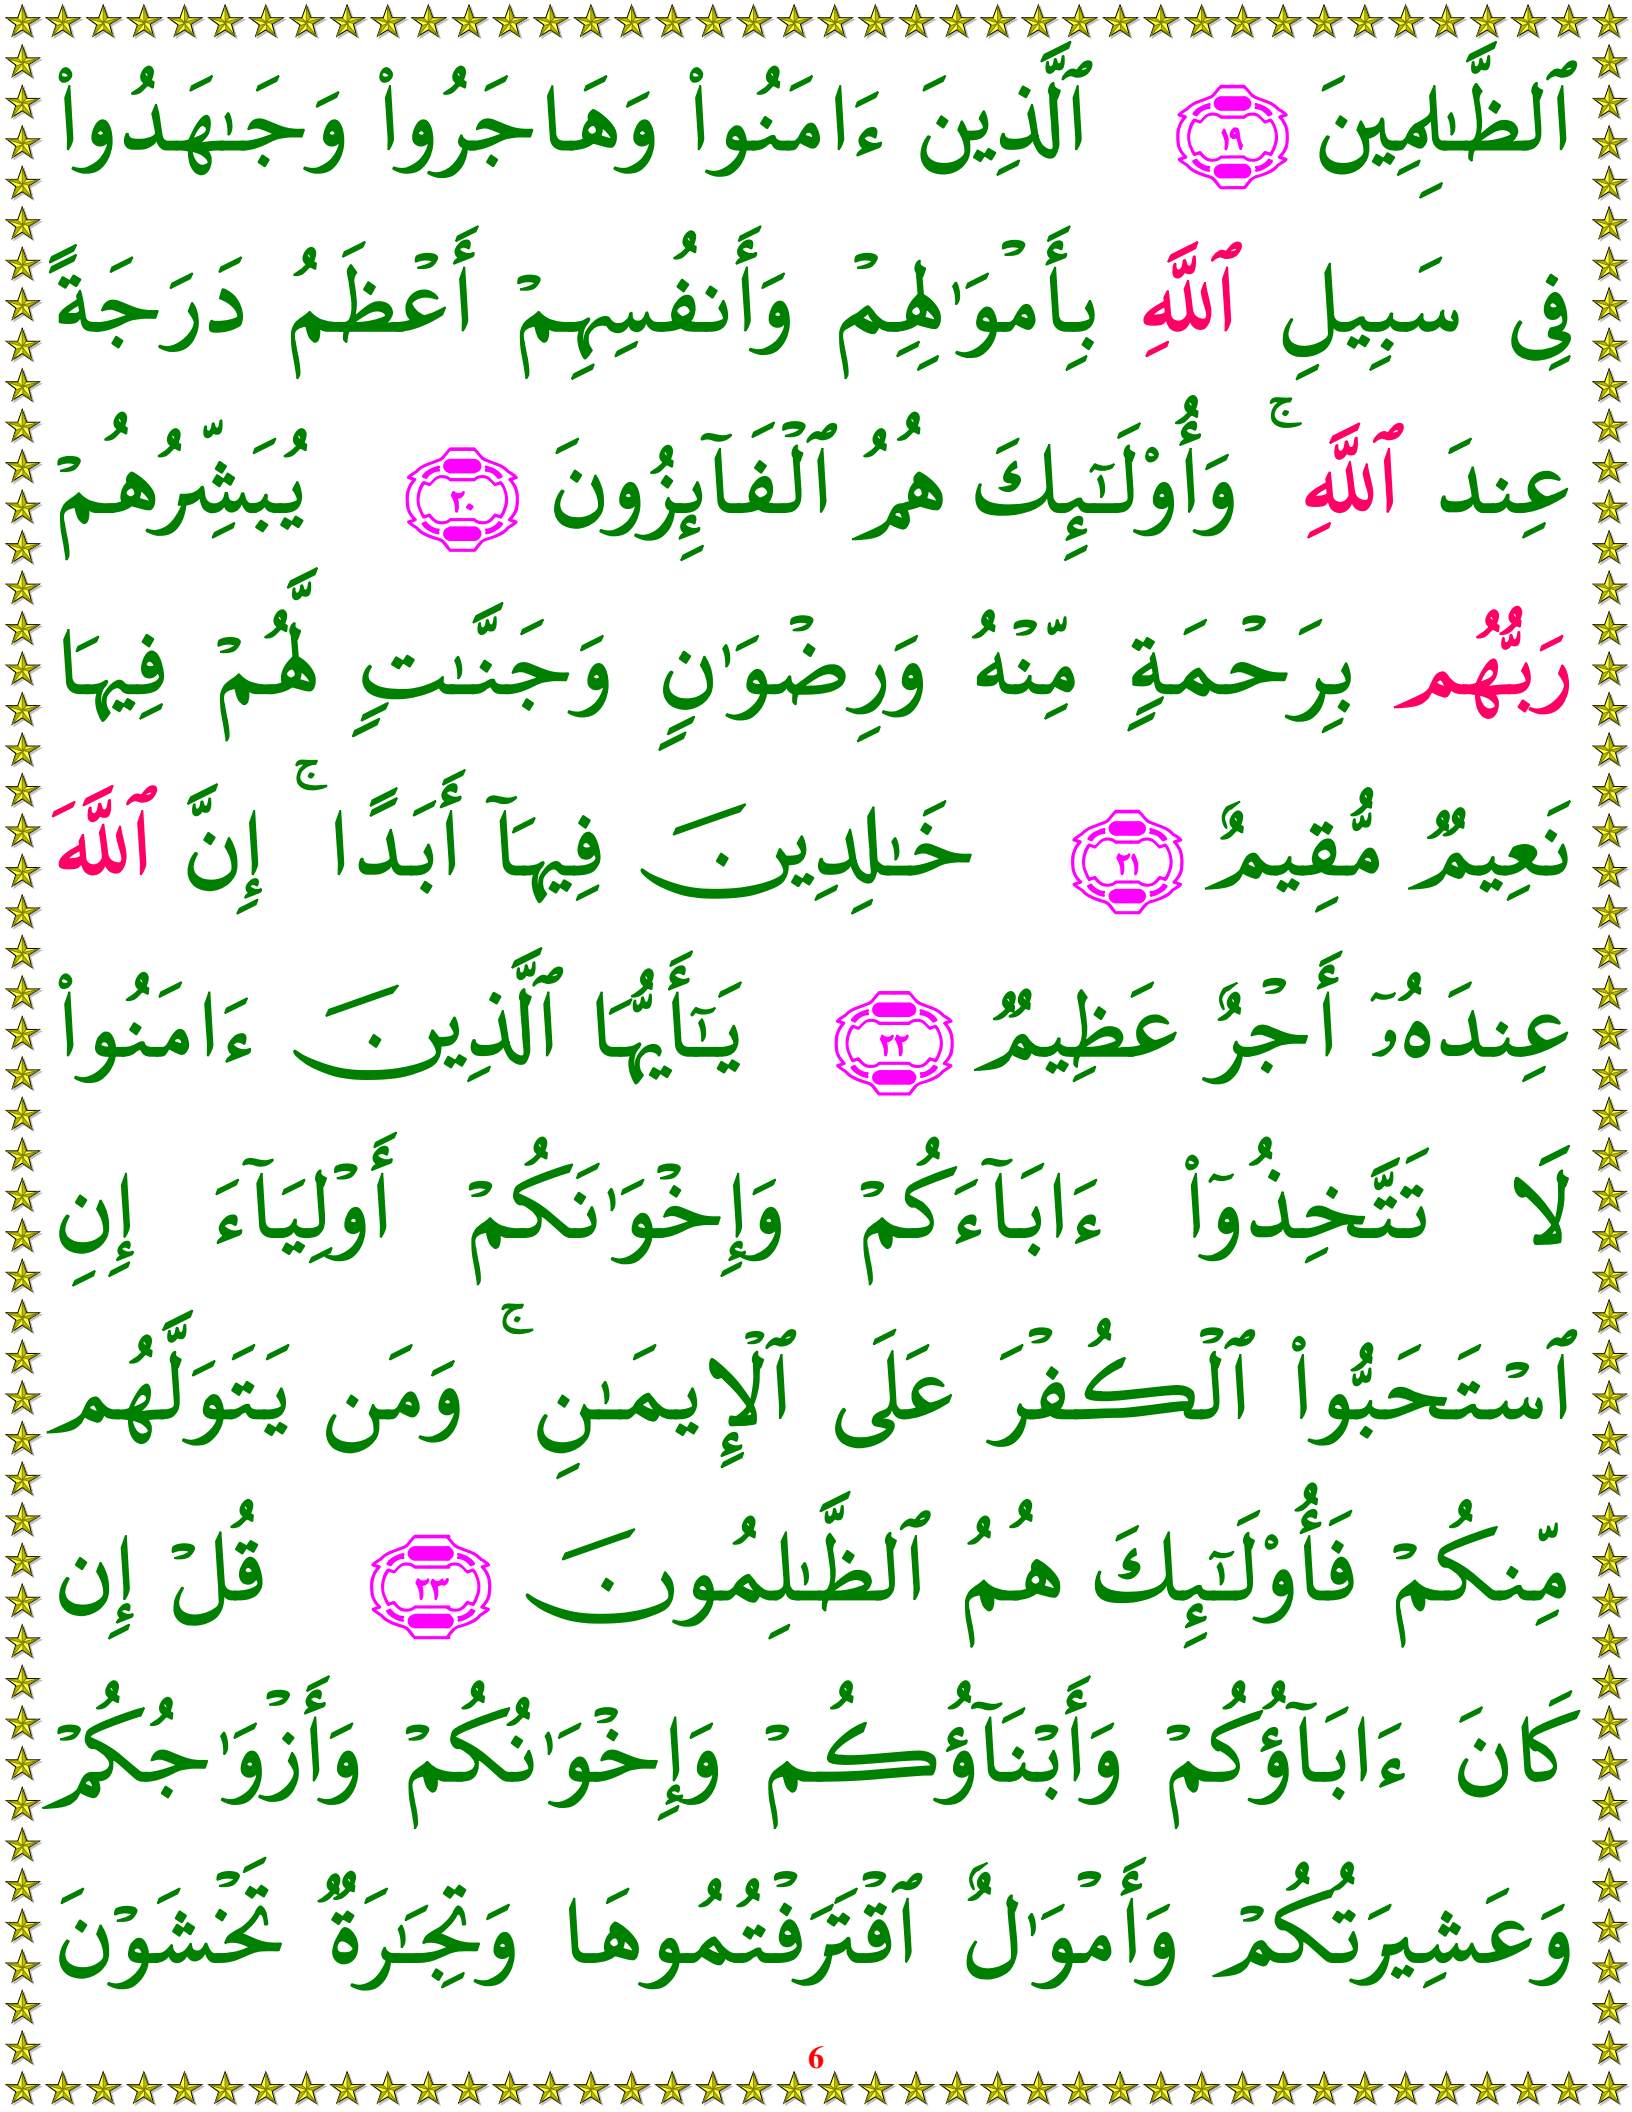 ٱلظَّـٰلِمِينَ ١٩ ٱلَّذِينَ ءَامَنُوا۟ وَهَاجَرُوا۟ وَجَـٰهَدُوا۟
فِى سَبِيلِ ٱللَّهِ بِأَمْوَٰلِهِمْ وَأَنفُسِهِمْ أَعْظَمُ دَرَجَةً
عِندَ ٱللَّهِ ۚ وَأُو۟لَـٰٓئِكَ هُمُ ٱلْفَآئِزُونَ ٢٠ يُبَشِّرُهُمْ
رَبُّهُم بِرَحْمَةٍ مِّنْهُ وَرِضْوَٰنٍ وَجَنَّـٰتٍ لَّهُمْ فِيهَا
نَعِيمٌ مُّقِيمٌ ٢١ خَـٰلِدِينَ فِيهَآ أَبَدًا ۚ إِنَّ ٱللَّهَ
عِندَهُۥٓ أَجْرٌ عَظِيمٌ ٢٢ يَـٰٓأَيُّهَا ٱلَّذِينَ ءَامَنُوا۟
لَا تَتَّخِذُوٓا۟ ءَابَآءَكُمْ وَإِخْوَٰنَكُمْ أَوْلِيَآءَ إِنِ
ٱسْتَحَبُّوا۟ ٱلْكُفْرَ عَلَى ٱلْإِيمَـٰنِ ۚ وَمَن يَتَوَلَّهُم
مِّنكُمْ فَأُو۟لَـٰٓئِكَ هُمُ ٱلظَّـٰلِمُونَ ٢٣ قُلْ إِن
كَانَ ءَابَآؤُكُمْ وَأَبْنَآؤُكُمْ وَإِخْوَٰنُكُمْ وَأَزْوَٰجُكُمْ
وَعَشِيرَتُكُمْ وَأَمْوَٰلٌ ٱقْتَرَفْتُمُوهَا وَتِجَـٰرَةٌ تَخْشَوْنَ
6